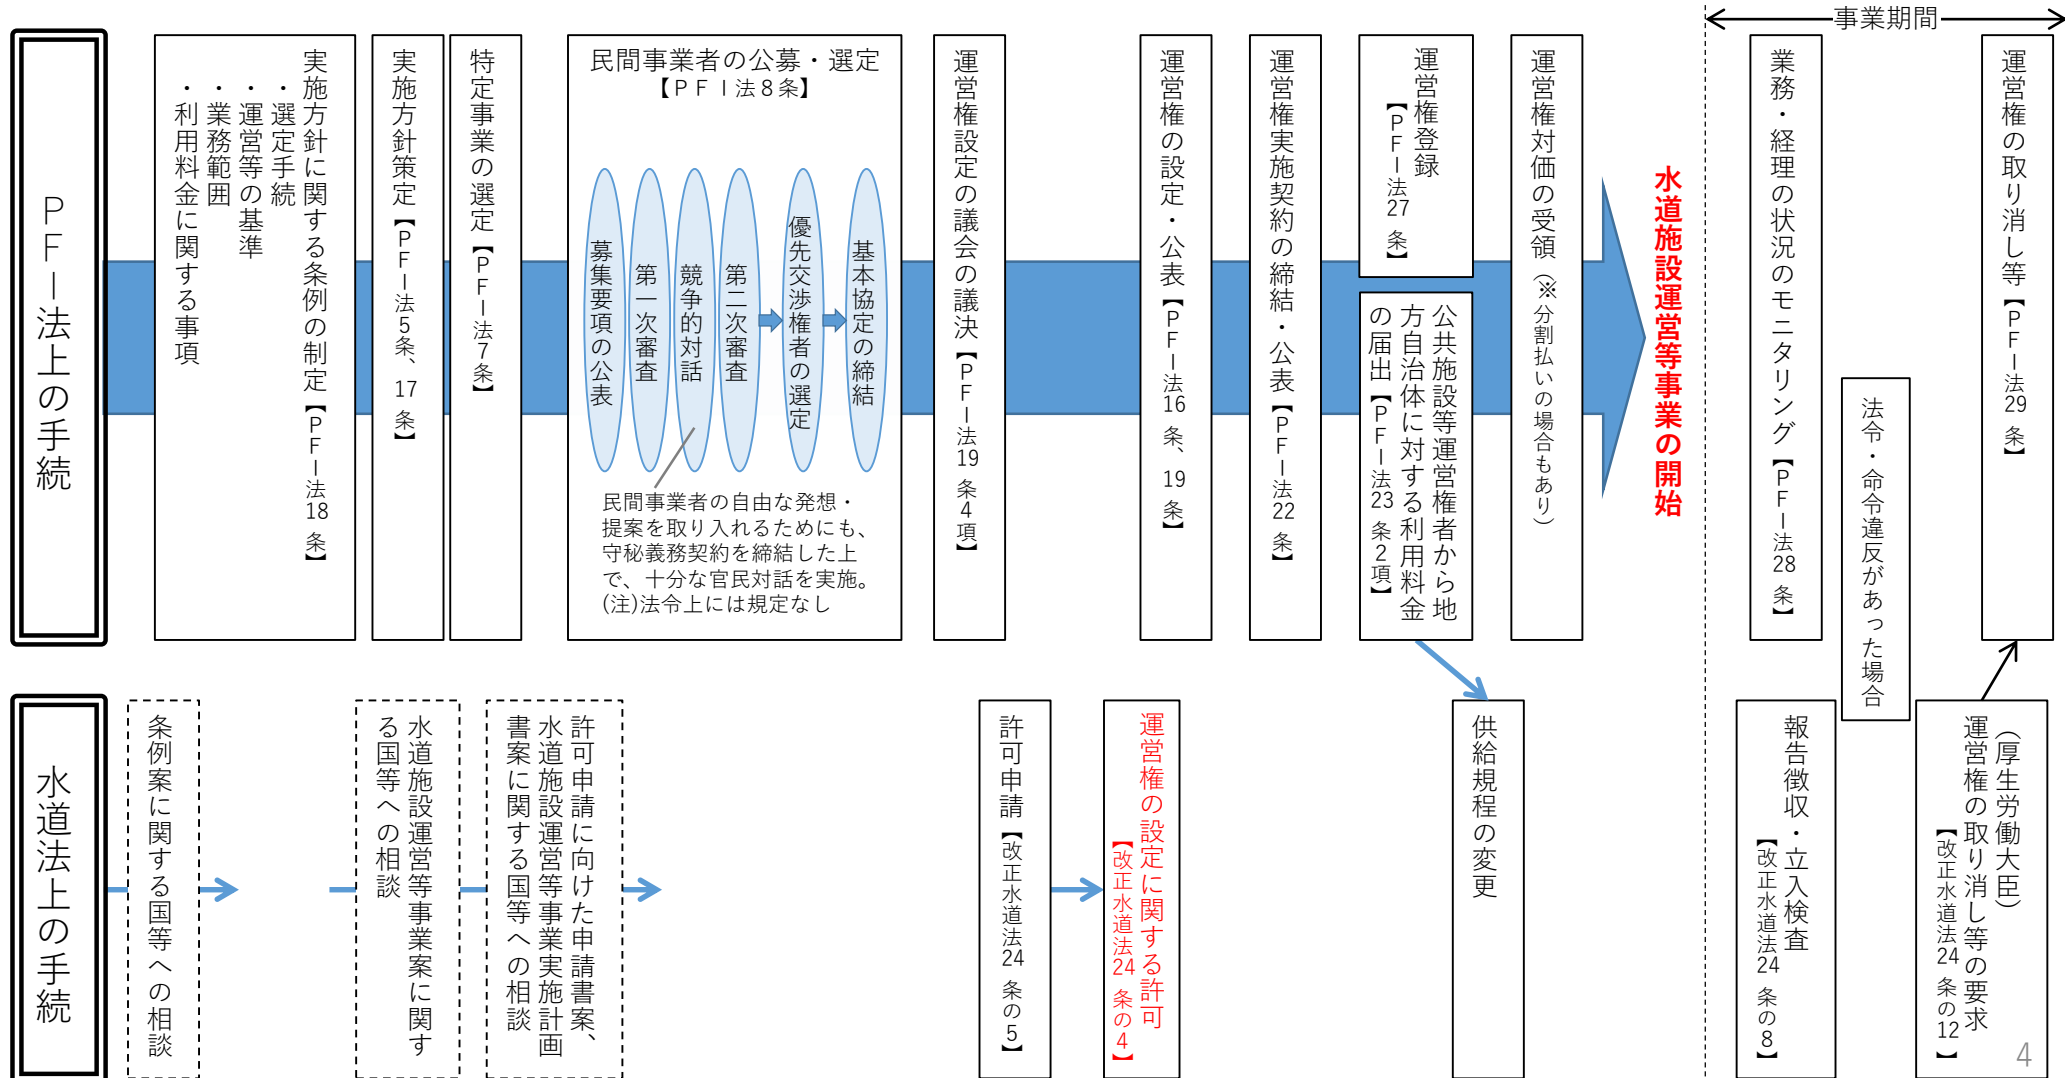 事業期間
ＰＦＩ法上の手続
実施方針に関する条例の制定【ＰＦＩ法18条】
・選定手続
・運営等の基準
・業務範囲
・利用料金に関する事項
実施方針策定【ＰＦＩ法５条、17条】
特定事業の選定【ＰＦＩ法７条】
民間事業者の公募・選定
【ＰＦＩ法８条】
募集要項の公表
第一次審査
競争的対話
第二次審査
優先交渉権者の選定
基本協定の締結
民間事業者の自由な発想・
提案を取り入れるためにも、
守秘義務契約を締結した上
で、十分な官民対話を実施。
(注)法令上には規定なし
運営権設定の議会の議決【ＰＦＩ法19条４項】
運営権の設定・公表【ＰＦＩ法16条、19条】
運営権実施契約の締結・公表【ＰＦＩ法22条】
運営権登録
【ＰＦＩ法27条】
公共施設等運営権者から地
方自治体に対する利用料金
の届出【ＰＦＩ法23条２項】
運営権対価の受領（※分割払いの場合もあり）
水道施設運営等事業の開始
業務・経理の状況のモニタリング【ＰＦＩ法28条】
法令・命令違反があった場合
運営権の取り消し等【ＰＦＩ法29条】
水道法上の手続
条例案に関する国等への相談
水道施設運営等事業案に関す
る国等への相談
許可申請に向けた申請書案、
水道施設運営等事業実施計画
書案に関する国等への相談
許可申請【改正水道法24条の５】
運営権の設定に関する許可
【改正水道法24条の４】
供給規程の変更
報告徴収・立入検査
【改正水道法24条の８】
（厚生労働大臣）
運営権の取り消し等の要求
【改正水道法24条の12】
4